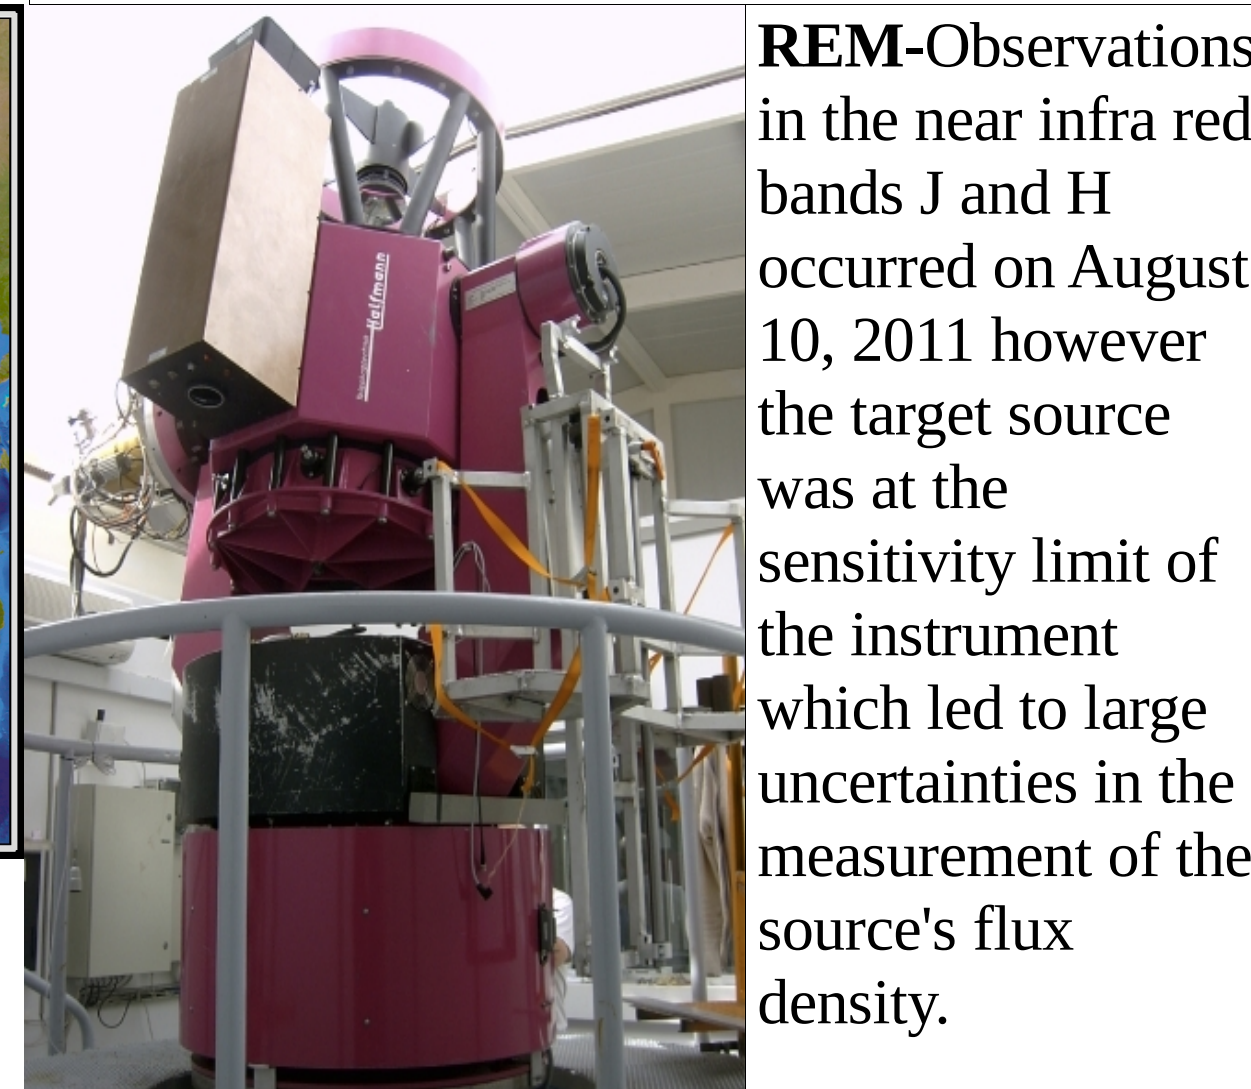 REM-Observations
in the near infra red
bands J and H
occurred on August
10, 2011 however
the target source
was at the
sensitivity limit of
the instrument
which led to large
uncertainties in the
measurement of the
source's flux
density.
Halfmann